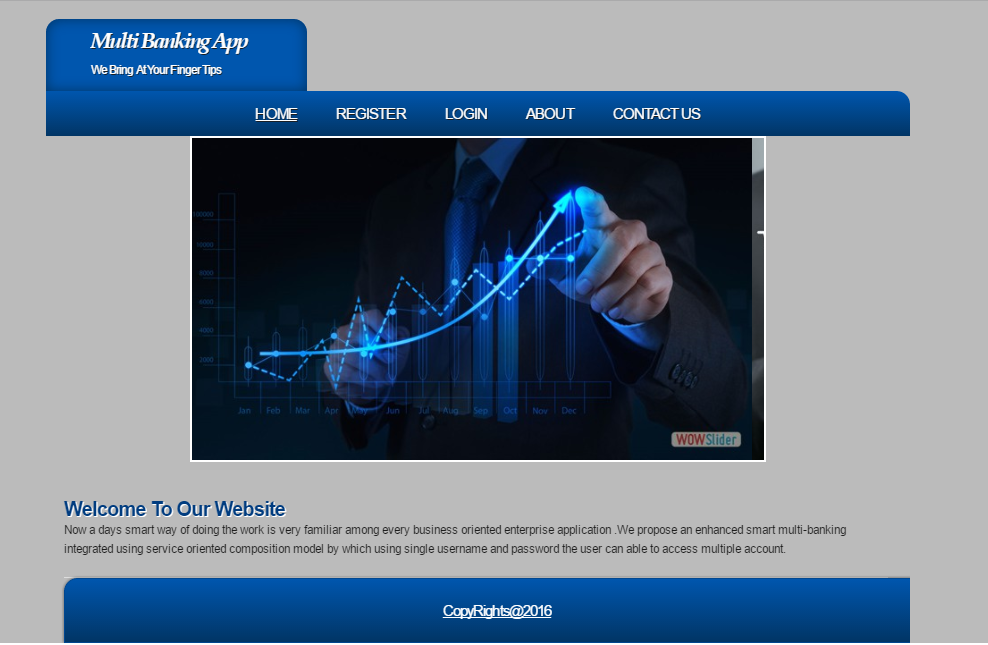 Multi Banking App
We Bring At Your Finger Tips
HOME REGISTER LOGIN ABOUT CONTACT US
10000
8000
6000
4000
2000
Jan Feb Mar Apr May Jun Jul Aug Sep Oct Nov Dec
WOWSlider
Welcome To Our Website
Now a days smart way of doing the work is very familiar among every business oriented enterprise application .We propose an enhanced smart multi-banking
integrated using service oriented composition model by which using single username and password the user can able to access multiple account.
CopyRights@2016